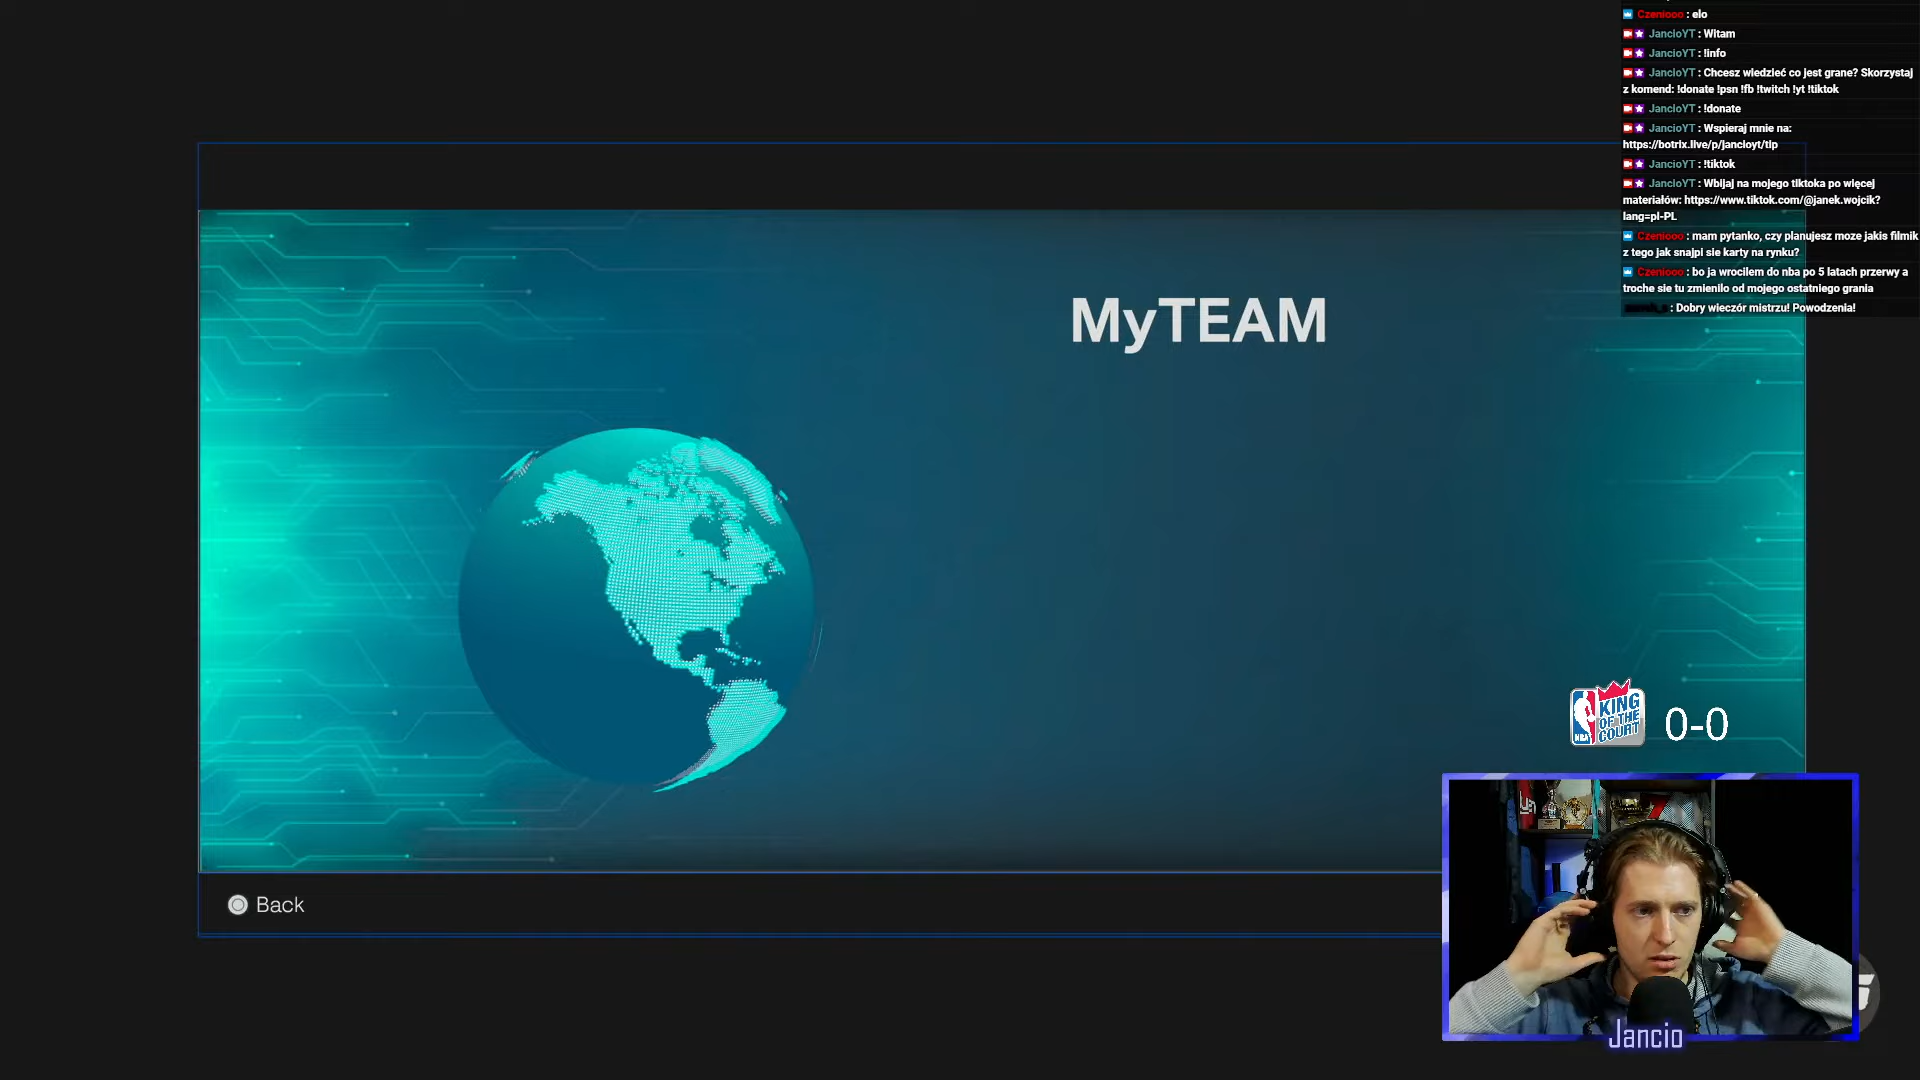 Czeniooo : elo
JancioYT : Witam
JancioYT : !info
JancioYT : Chcesz wiedzieć co jest grane? Skorzystaj
z komend: !donate !psn !fb !twitch !yt !tiktok
JancioYT : !donate
JancioYT : Wspieraj mnie na:
https://botrix.live/p/jancioyt/tip
JancioYT : !tiktok
JancioYT : Wbijaj na mojego tiktoka po więcej
materiałów: https://www.tiktok.com/@janek.wojcik?
lang=pl-PL
Czeniooo : mam pytanko, czy planujesz moze jakis filmik
z tego jak snajpi sie karty na rynku?
Czeniooo : bo ja wrocilem do nba po 5 latach przerwy a
troche sie tu zmienilo od mojego ostatniego grania
: Dobry wieczór mistrzu! Powodzenia!
MyTEAM
NBA KING
OF THE
COURT
0-0
Back
Jancio